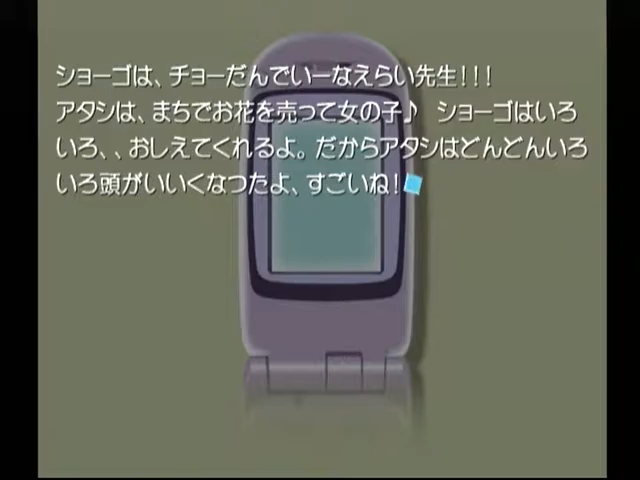 ショーゴは、チョーだんでいーなえらい先生!!!
アタシは、まちでお花を売って女の子♪　ショーゴはいろ
いろ、、おしえてくれるよ。だからアタシはどんどんいろ
いろ頭がいいくなつたよ、すごいね!